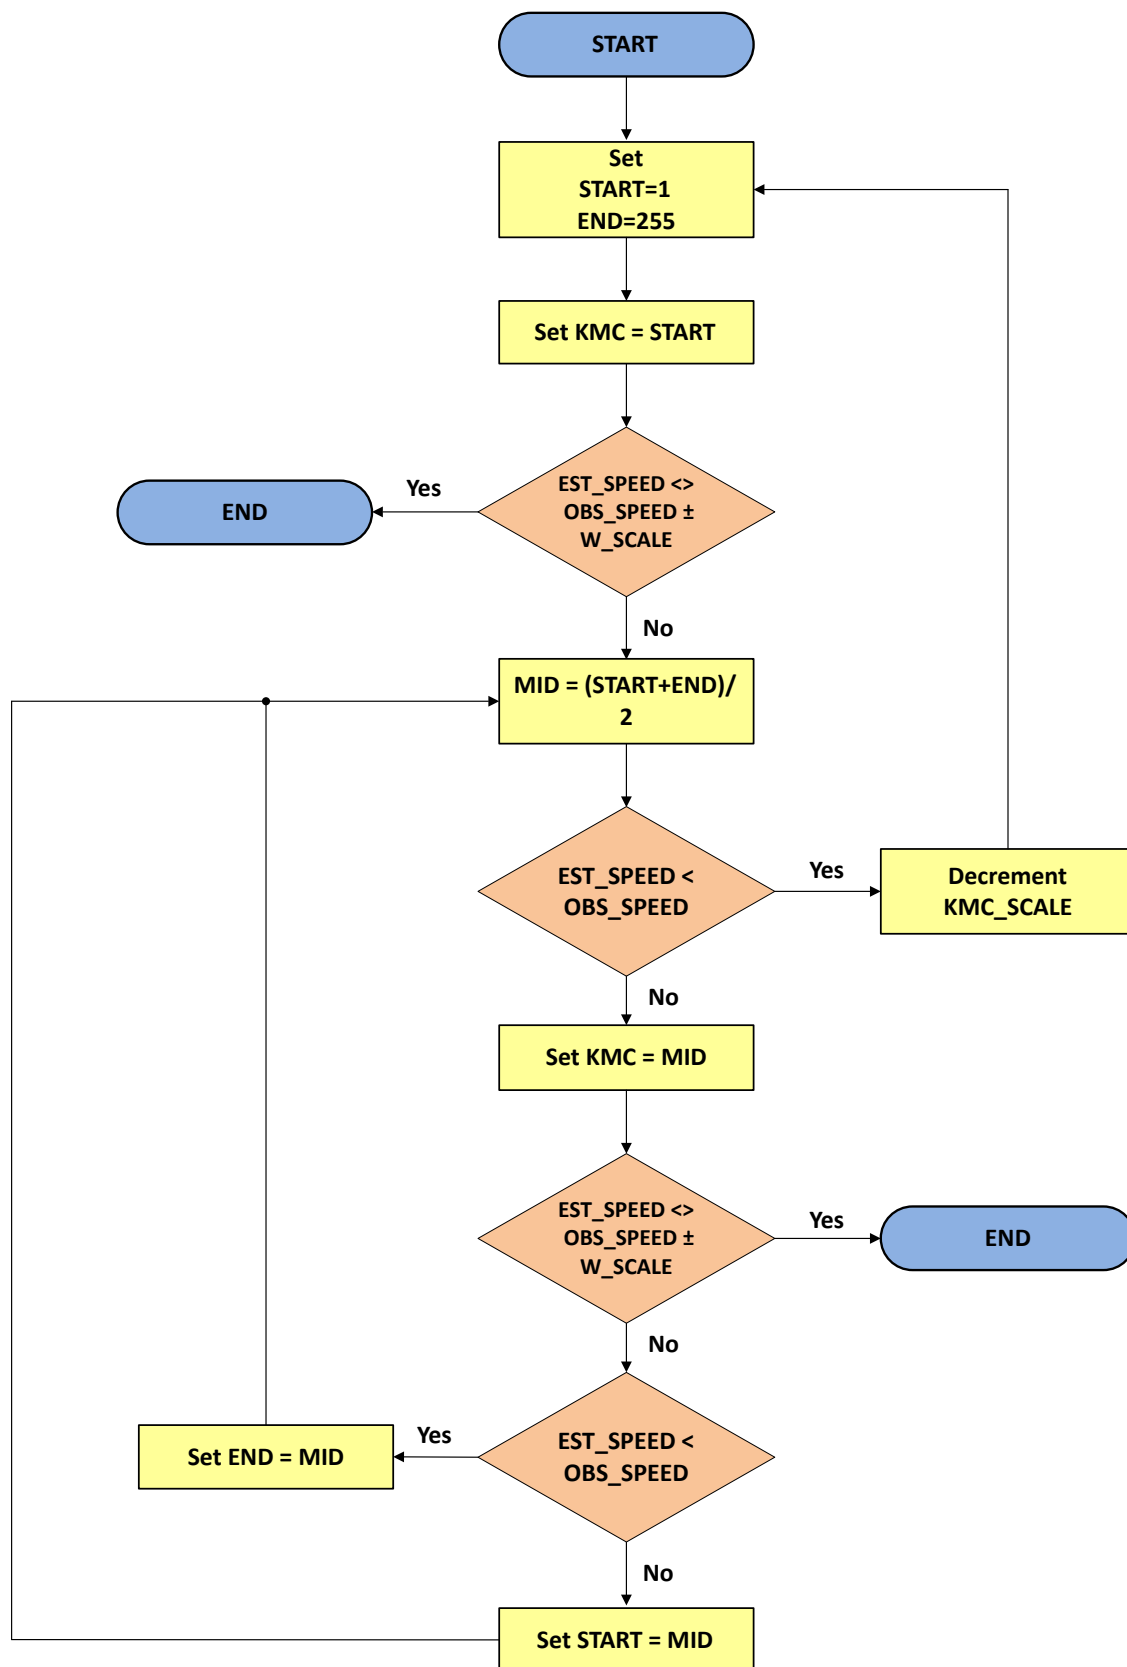 START
Set
START=1
END=255
Set KMC = START
EST_SPEED <>
OBS_SPEED ±
W_SCALE
Yes
END
No
MID = (START+END)/
2
EST_SPEED <
OBS_SPEED
Yes
Decrement
KMC_SCALE
No
Set KMC = MID
EST_SPEED <>
OBS_SPEED ±
W_SCALE
Yes
END
No
EST_SPEED <
OBS_SPEED
Yes
Set END = MID
No
Set START = MID